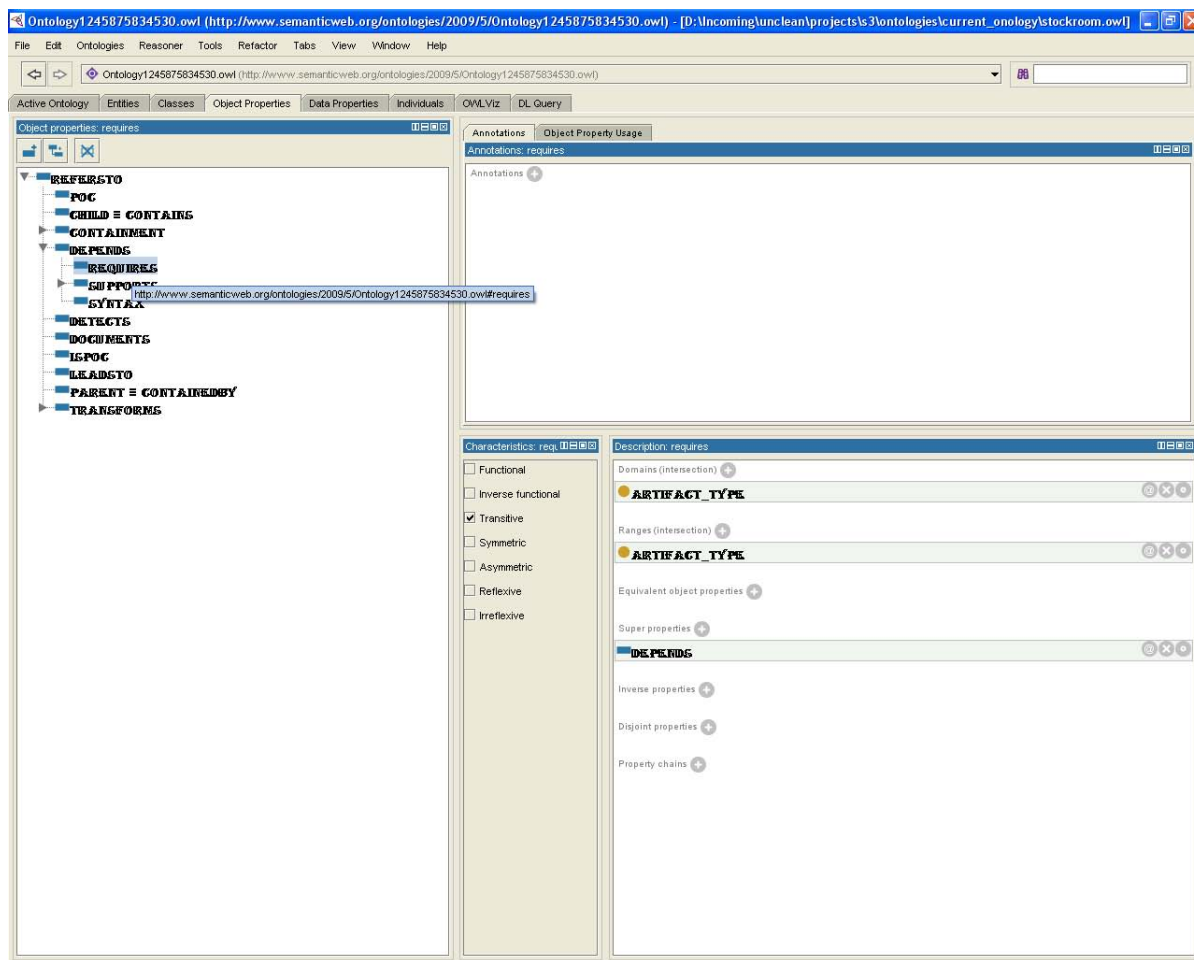 Ontology1245875834530.owl (http://www.semanticweb.org/ontologies/2009/5/Ontology1245875834530.owl) - [D:\Incoming\unclean\projects\s3\ontologies\current_onology\stockroom.owl]
File Edit Ontologies Reasoner Tools Refactor Tabs View Window Help
Ontology1245875834530.owl (http://www.semanticweb.org/ontologies/2009/5/Ontology1245875834530.owl)
Active Ontology Entities Classes Object Properties Data Properties Individuals OWLViz DL Query
Object properties: requires
REFERSTO
POC
CHILD ≡ CONTAINS
CONTAINMENT
DEPENDS
REQUIRES
SUPPORTS
http://www.semanticweb.org/ontologies/2009/5/Ontology1245875834530.owl#requires
SYNTAX
DETECTS
DOCUMENTS
ISPOC
LEADSTO
PARENT ≡ CONTAINEDBY
TRANSFORMS
Annotations Object Property Usage
Annotations: requires
Annotations
Characteristics: requ
Functional
Inverse functional
Transitive
Symmetric
Asymmetric
Reflexive
Irreflexive
Description: requires
Domains (intersection)
ARTIFACT_TYPE
Ranges (intersection)
ARTIFACT_TYPE
Equivalent object properties
Super properties
DEPENDS
Inverse properties
Disjoint properties
Property chains